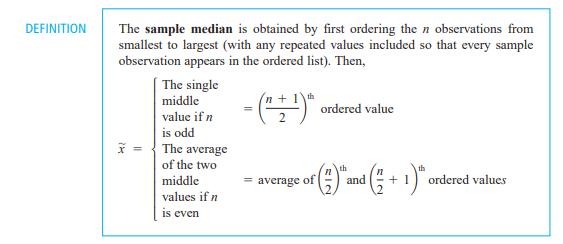 DEFINITION
The sample median is obtained by first ordering the n observations from
smallest to largest (with any repeated values included so that every sample
observation appears in the ordered list). Then,
x̃ = {
The single
middle
value if n
is odd
= ((n + 1)/2)^th ordered value
The average
of the two
middle
values if n
is even
= average of (n/2)^th and (n/2 + 1)^th ordered values